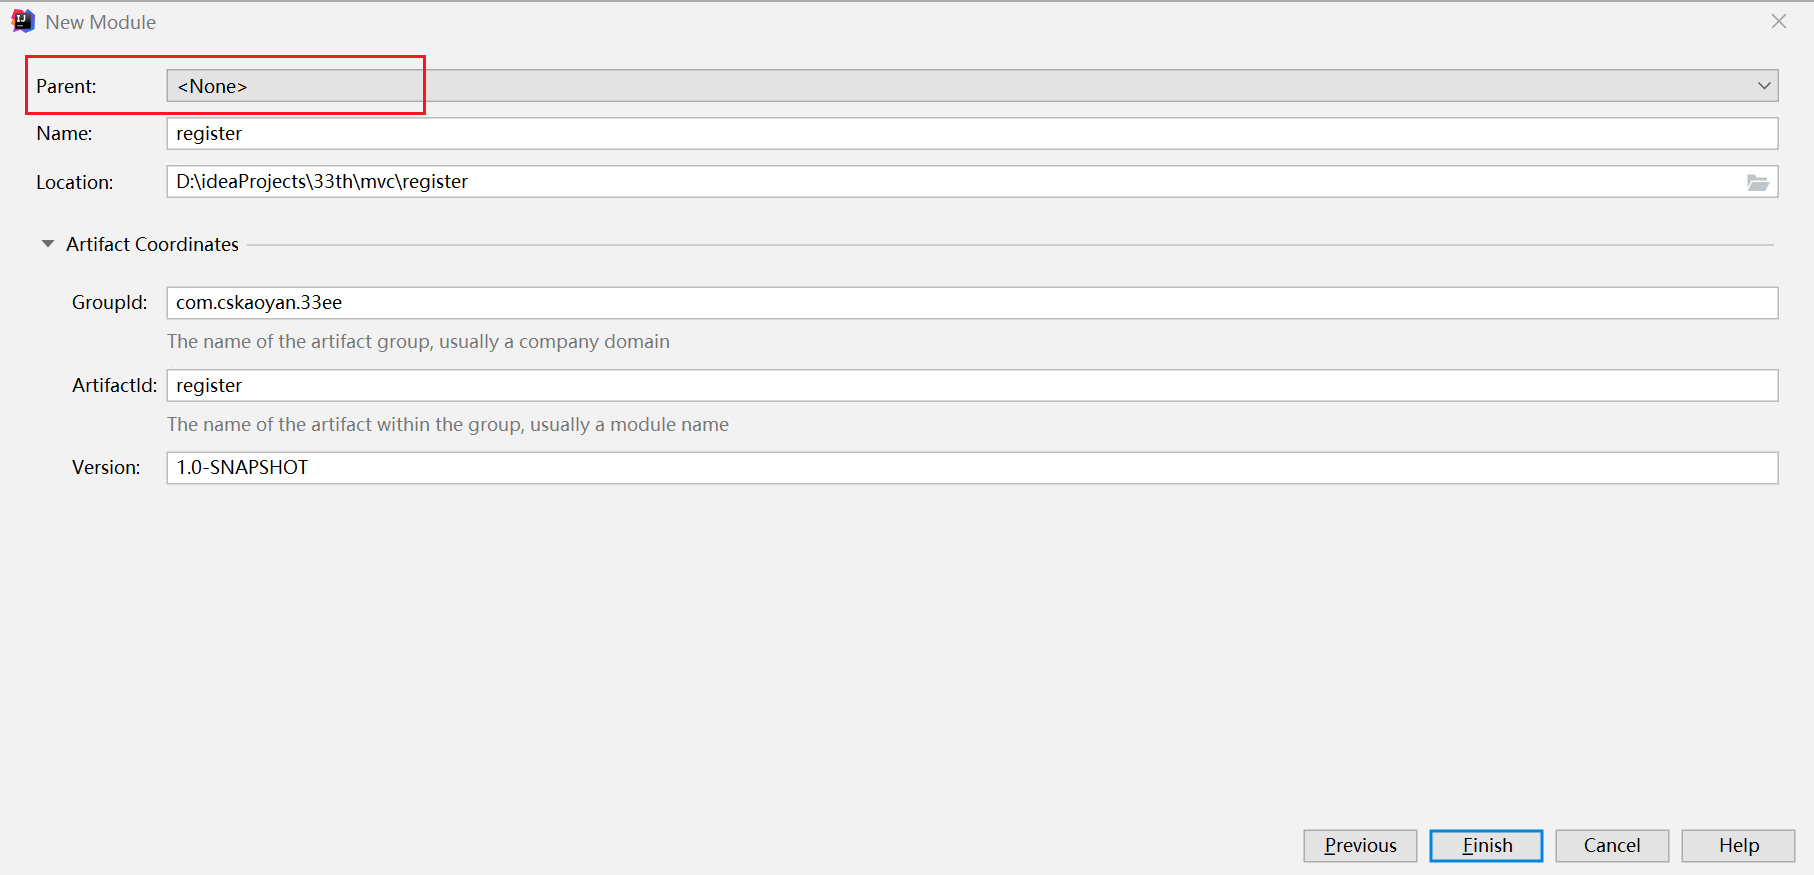 New Module
Parent: <None>
Name: register
Location: D:\ideaProjects\33th\mvc\register
Artifact Coordinates
GroupId: com.cskaoyan.33ee
The name of the artifact group, usually a company domain
ArtifactId: register
The name of the artifact within the group, usually a module name
Version: 1.0-SNAPSHOT
Previous Finish Cancel Help